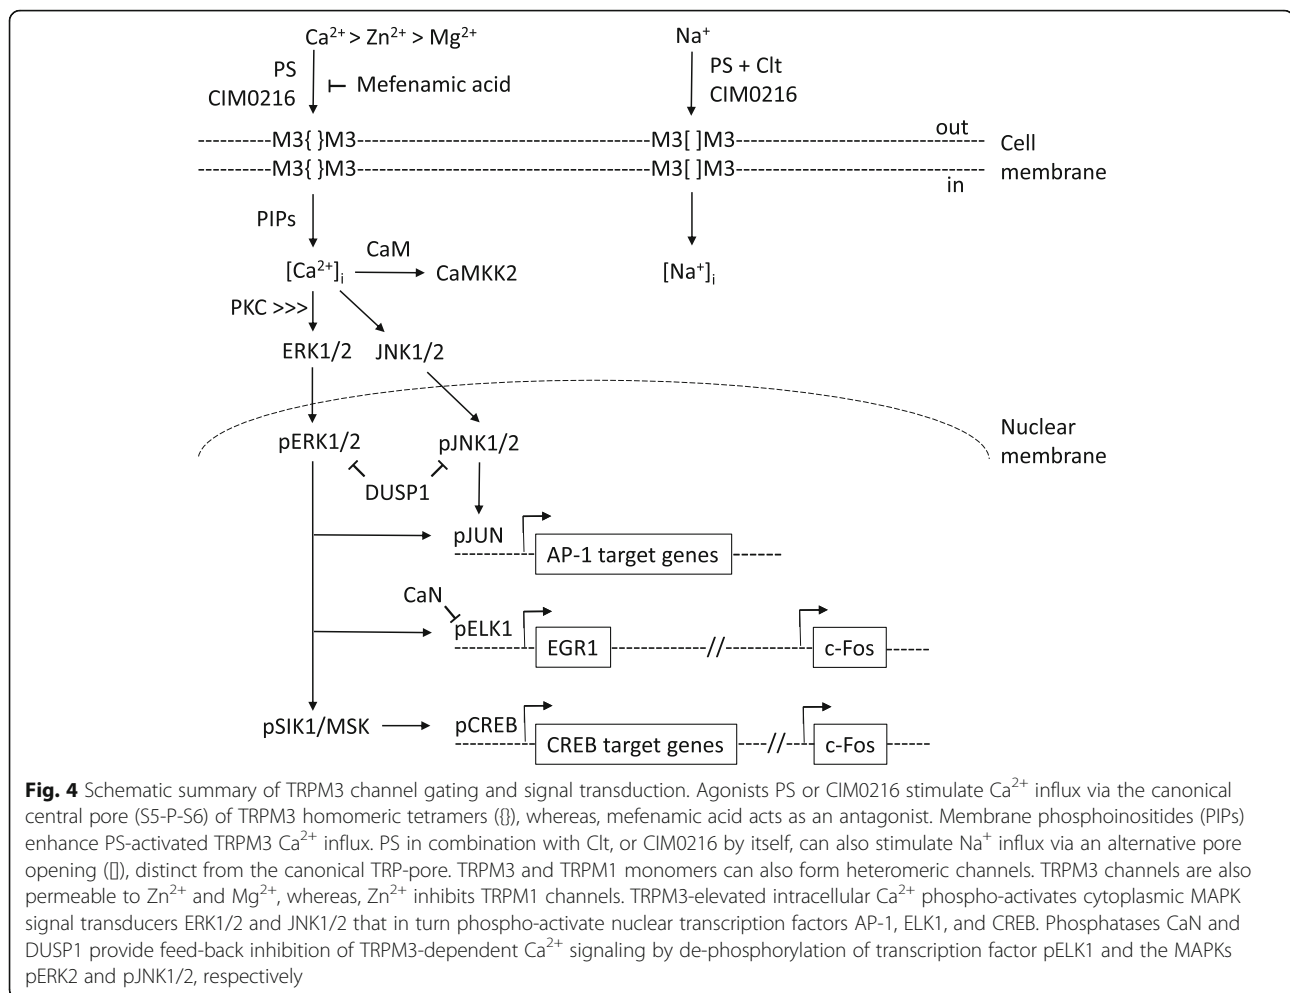 Ca²⁺ > Zn²⁺ > Mg²⁺
Na⁺
PS
CIM0216
Mefenamic acid
PS + Clt
CIM0216
M3{ }M3
M3[ ]M3
out
M3{ }M3
M3[ ]M3
in
Cell
membrane
PIPs
CaM
[Ca²⁺]i
CaMKK2
[Na⁺]i
PKC >>>
ERK1/2
JNK1/2
Nuclear
membrane
pERK1/2
pJNK1/2
DUSP1
pJUN
AP-1 target genes
CaN
pELK1
EGR1
//
c-Fos
pSIK1/MSK
pCREB
CREB target genes
//
c-Fos
Fig. 4 Schematic summary of TRPM3 channel gating and signal transduction. Agonists PS or CIM0216 stimulate Ca²⁺ influx via the canonical
central pore (S5-P-S6) of TRPM3 homomeric tetramers ({}), whereas, mefenamic acid acts as an antagonist. Membrane phosphoinositides (PIPs)
enhance PS-activated TRPM3 Ca²⁺ influx. PS in combination with Clt, or CIM0216 by itself, can also stimulate Na⁺ influx via an alternative pore
opening ([]), distinct from the canonical TRP-pore. TRPM3 and TRPM1 monomers can also form heteromeric channels. TRPM3 channels are also
permeable to Zn²⁺ and Mg²⁺, whereas, Zn²⁺ inhibits TRPM1 channels. TRPM3-elevated intracellular Ca²⁺ phospho-activates cytoplasmic MAPK
signal transducers ERK1/2 and JNK1/2 that in turn phospho-activate nuclear transcription factors AP-1, ELK1, and CREB. Phosphatases CaN and
DUSP1 provide feed-back inhibition of TRPM3-dependent Ca²⁺ signaling by de-phosphorylation of transcription factor pELK1 and the MAPKs
pERK2 and pJNK1/2, respectively